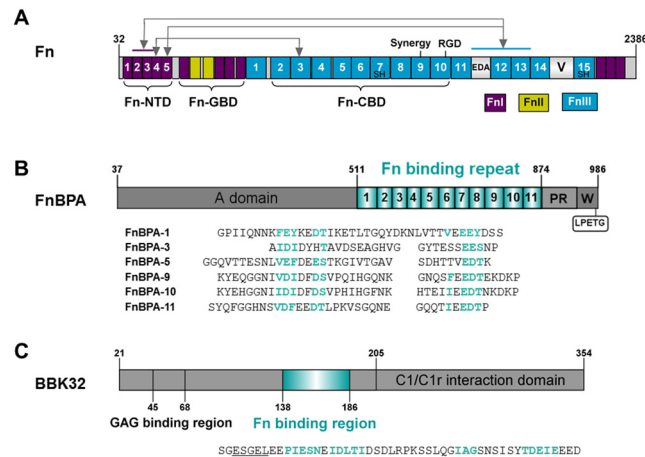 A
32
Synergy
RGD
2386
Fn
1 2 3 4 5 1 2 3 4 5 6 7 8 9 10 11 EDA 12 13 14 V 15
SH SH
Fn-NTD Fn-GBD Fn-CBD
FnI FnII FnIII
B
37 511 Fn binding repeat 874 986
FnBPA
A domain 1 2 3 4 5 6 7 8 9 10 11 PR W
LPETG
FnBPA-1 GPIIQNNKFEYKEDTIKETLTGQYDKNLVTTVEEEYDSS
FnBPA-3 AIDIDYHTAVDSEAGHVG GYTESSEESNP
FnBPA-5 GGQVTTESNLVEFDEESTKGIVTGAV SDHTTVEDTK
FnBPA-9 KYEQGGNIVDIDFDSVPQIHGQNK GNQSFEEDTEKDKP
FnBPA-10 KYEHGGNIIDIDFDSVPHIHGFNK HTEIIEEDTNKDKP
FnBPA-11 SYQFGGHNSVDFEEDTLPKVSGQNE GQQTIEEDTP
C
21 205 354
BBK32
C1/C1r interaction domain
45 68 138 186
GAG binding region Fn binding region
SGESGELEEPIESNEIDLTIDSDLRPKSSLQGIAGSNSISYTDEIEEED